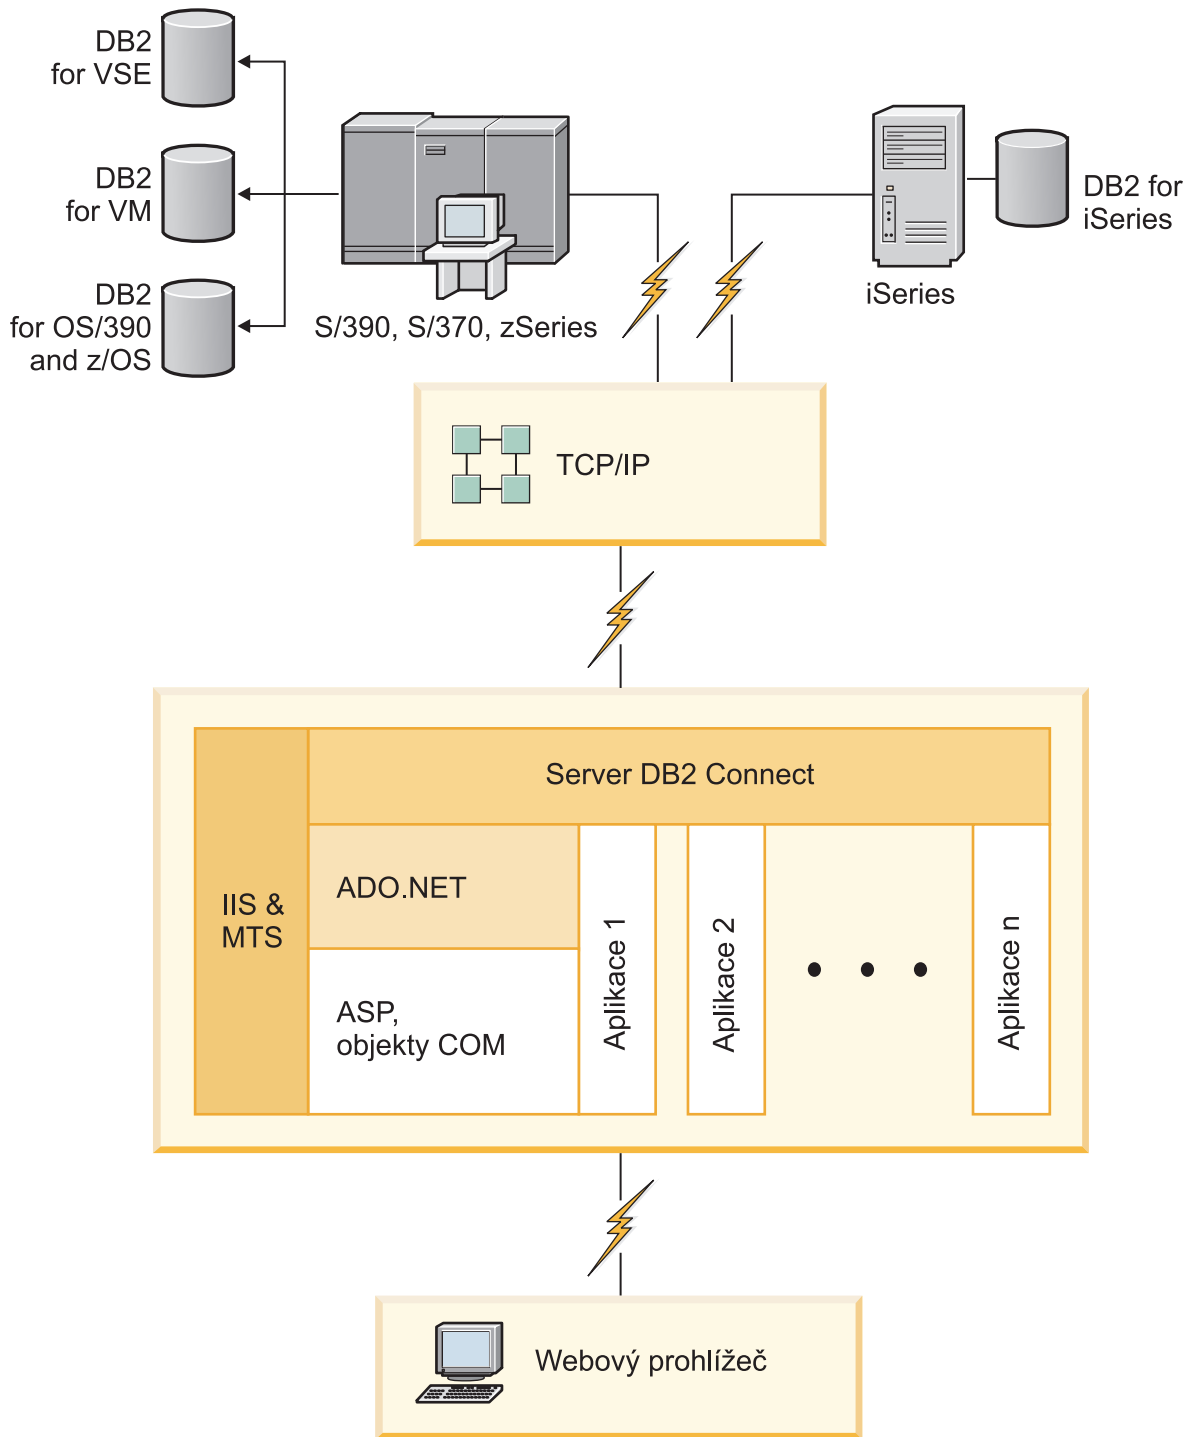 DB2
for VSE
DB2
for VM
DB2
for OS/390
and z/OS
S/390, S/370, zSeries
DB2 for
iSeries
iSeries
TCP/IP
Server DB2 Connect
IIS &
MTS
ADO.NET
ASP,
objekty COM
Aplikace 1
Aplikace 2
Aplikace n
Webový prohlížeč